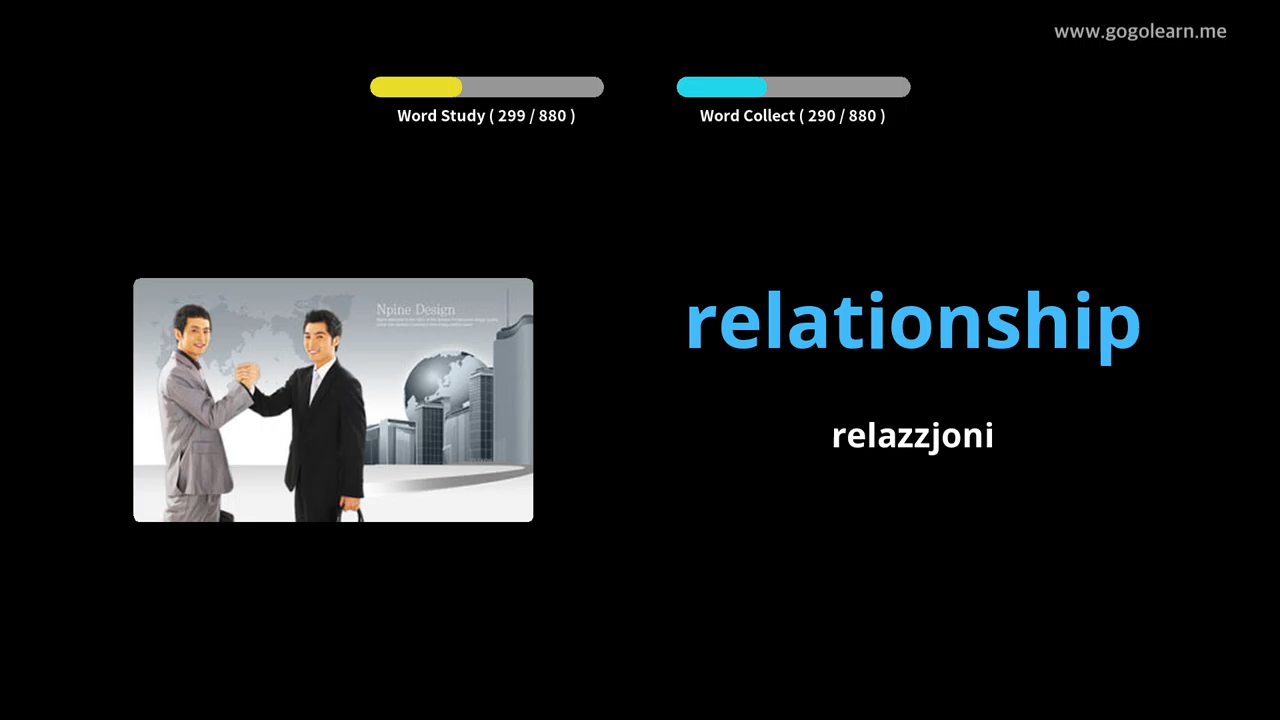 www.gogolearn.me
Word Study ( 299 / 880 )
Word Collect ( 290 / 880 )
Npine Design
relationship
relazzjoni